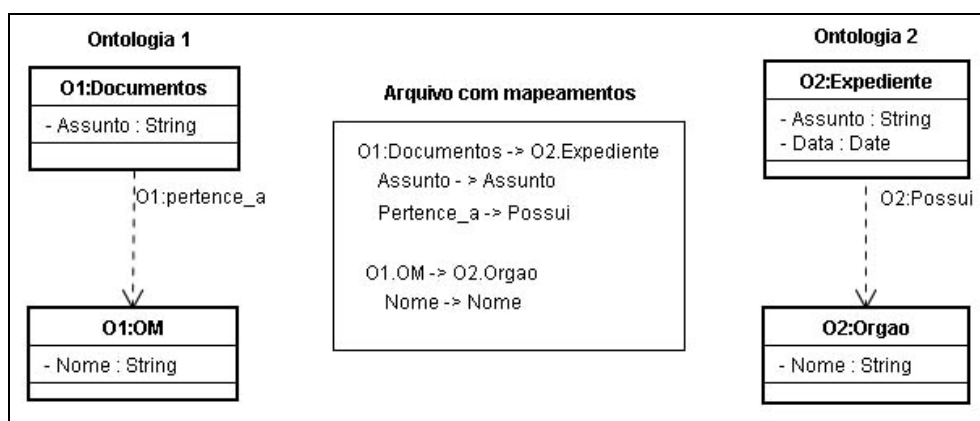 Ontologia 1
O1:Documentos
- Assunto : String
O1:pertence_a
O1:OM
- Nome : String
Arquivo com mapeamentos
O1:Documentos -> O2.Expediente
Assunto - > Assunto
Pertence_a -> Possui
O1.OM -> O2.Orgao
Nome -> Nome
Ontologia 2
O2:Expediente
- Assunto : String
- Data : Date
O2:Possui
O2:Orgao
- Nome : String